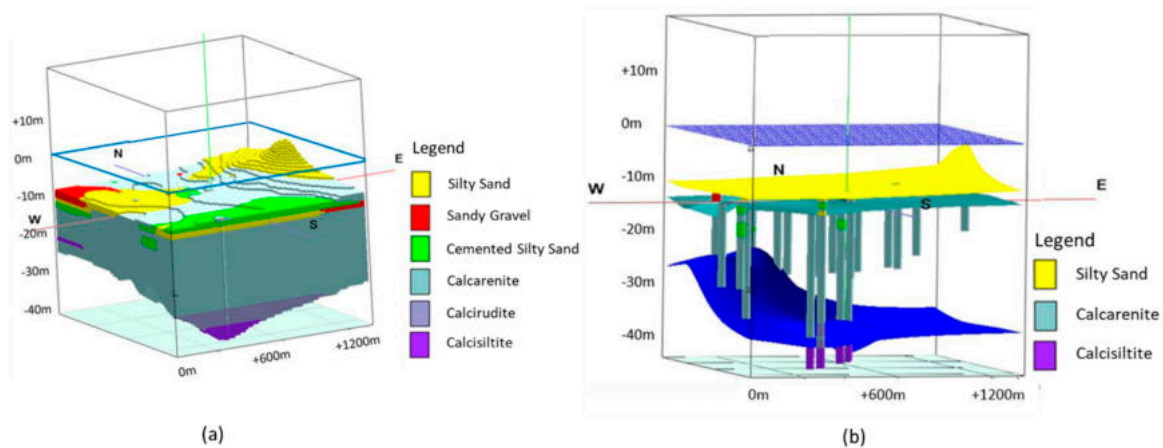 +10m
0m
-10m
-20m
-30m
-40m
N
E
W
S
0m
+600m
+1200m
Legend
Silty Sand
Sandy Gravel
Cemented Silty Sand
Calcarenite
Calcirudite
Calcisiltite
(a)
+10m
0m
-10m
-20m
-30m
-40m
N
W
E
S
0m
+600m
+1200m
Legend
Silty Sand
Calcarenite
Calcisiltite
(b)